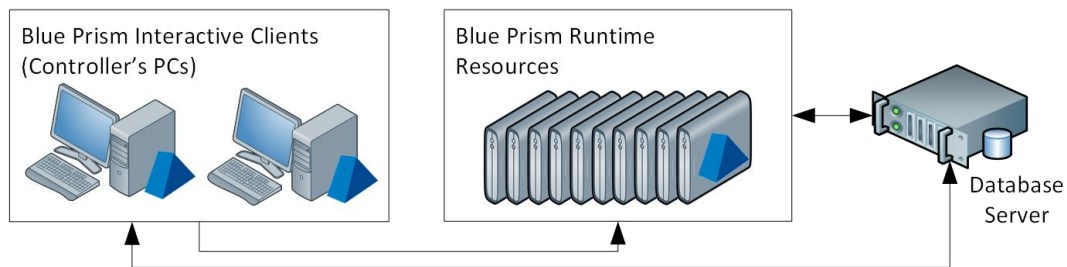 Blue Prism Interactive Clients
(Controller's PCs)
Blue Prism Runtime
Resources
Database
Server